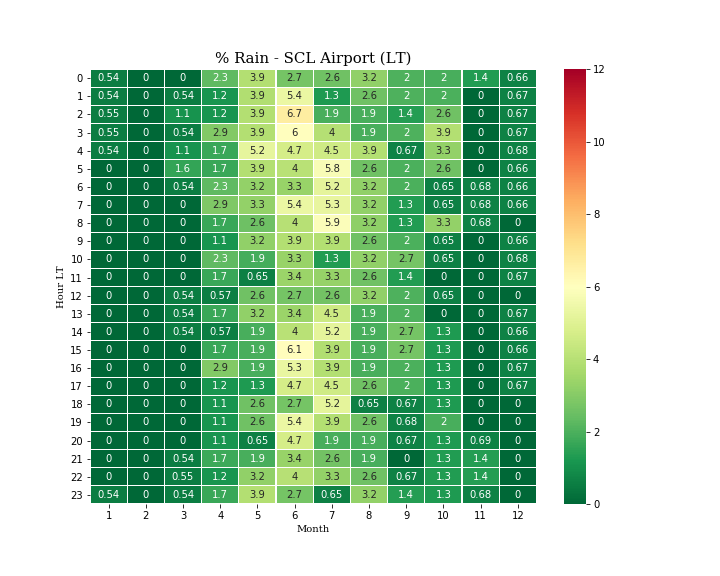 % Rain - SCL Airport (LT)
0 0.54 0 0 2.3 3.9 2.7 2.6 3.2 2 2 1.4 0.66
1 0.54 0 0.54 1.2 3.9 5.4 1.3 2.6 2 2 0 0.67
2 0.55 0 1.1 1.2 3.9 6.7 1.9 1.9 1.4 2.6 0 0.67
3 0.55 0 0.54 2.9 3.9 6 4 1.9 2 3.9 0 0.67
4 0.54 0 1.1 1.7 5.2 4.7 4.5 3.9 0.67 3.3 0 0.68
5 0 0 1.6 1.7 3.9 4 5.8 2.6 2 2.6 0 0.66
6 0 0 0.54 2.3 3.2 3.3 5.2 3.2 2 0.65 0.68 0.66
7 0 0 0 2.9 3.3 5.4 5.3 3.2 1.3 0.65 0.68 0.66
8 0 0 0 1.7 2.6 4 5.9 3.2 1.3 3.3 0.68 0
9 0 0 0 1.1 3.2 3.9 3.9 2.6 2 0.65 0 0.66
10 0 0 0 2.3 1.9 3.3 1.3 3.2 2.7 0.65 0 0.68
11 0 0 0 1.7 0.65 3.4 3.3 2.6 1.4 0 0 0.67
12 0 0 0.54 0.57 2.6 2.7 2.6 3.2 2 0.65 0 0
13 0 0 0.54 1.7 3.2 3.4 4.5 1.9 2 0 0 0.67
14 0 0 0.54 0.57 1.9 4 5.2 1.9 2.7 1.3 0 0.66
15 0 0 0 1.7 1.9 6.1 3.9 1.9 2.7 1.3 0 0.66
16 0 0 0 2.9 1.9 5.3 3.9 1.9 2 1.3 0 0.67
17 0 0 0 1.2 1.3 4.7 4.5 2.6 2 1.3 0 0.67
18 0 0 0 1.1 2.6 2.7 5.2 0.65 0.67 1.3 0 0
19 0 0 0 1.1 2.6 5.4 3.9 2.6 0.68 2 0 0
20 0 0 0 1.1 0.65 4.7 1.9 1.9 0.67 1.3 0.69 0
21 0 0 0.54 1.7 1.9 3.4 2.6 1.9 0 1.3 1.4 0
22 0 0 0.55 1.2 3.2 4 3.3 2.6 0.67 1.3 1.4 0
23 0.54 0 0.54 1.7 3.9 2.7 0.65 3.2 1.4 1.3 0.68 0
1 2 3 4 5 6 7 8 9 10 11 12
Month
Hour LT
12
10
8
6
4
2
0